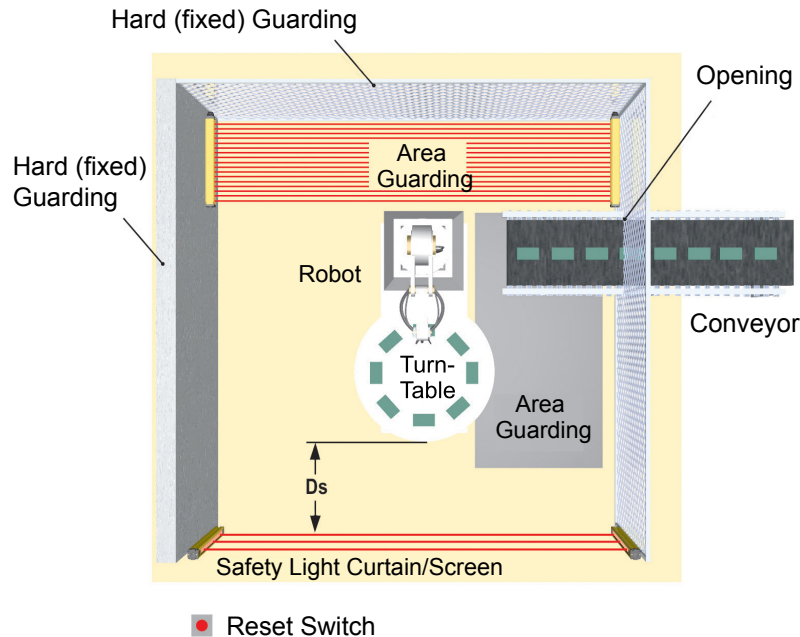 Hard (fixed) Guarding
Opening
Hard (fixed)
Guarding
Area
Guarding
Robot
Conveyor
Turn-
Table
Area
Guarding
Ds
Safety Light Curtain/Screen
Reset Switch